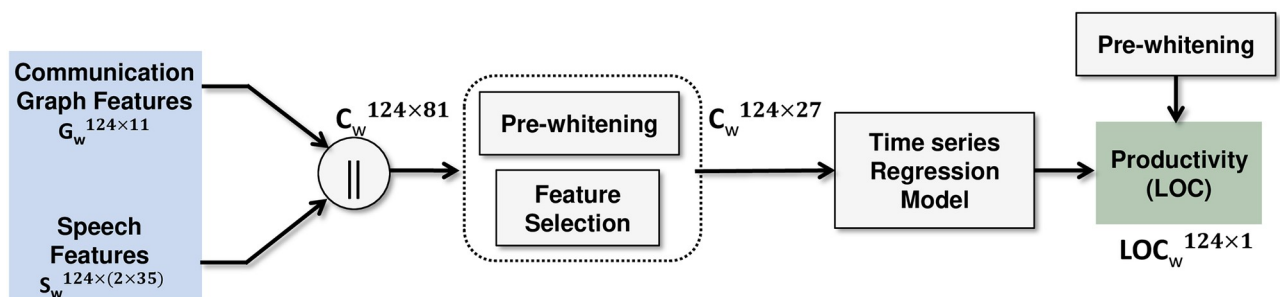 Communication
Graph Features
G_w^124×11
Speech
Features
S_w^124×(2×35)
||
C_w^124×81
Pre-whitening
Feature
Selection
C_w^124×27
Time series
Regression
Model
Pre-whitening
Productivity
(LOC)
LOC_w^124×1